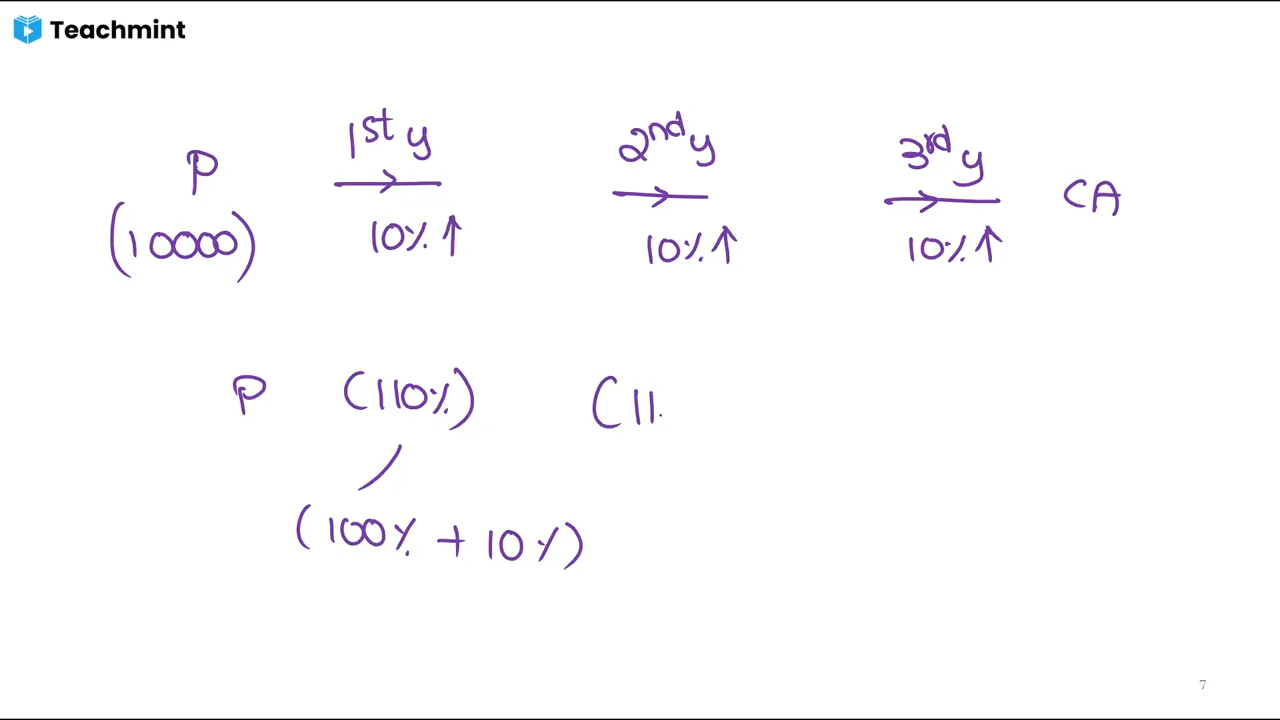 Teachmint
1st y 2nd y 3rd y
P CA
(10000) 10%↑ 10%↑ 10%↑
P (110%) (11
(100% + 10%)
7